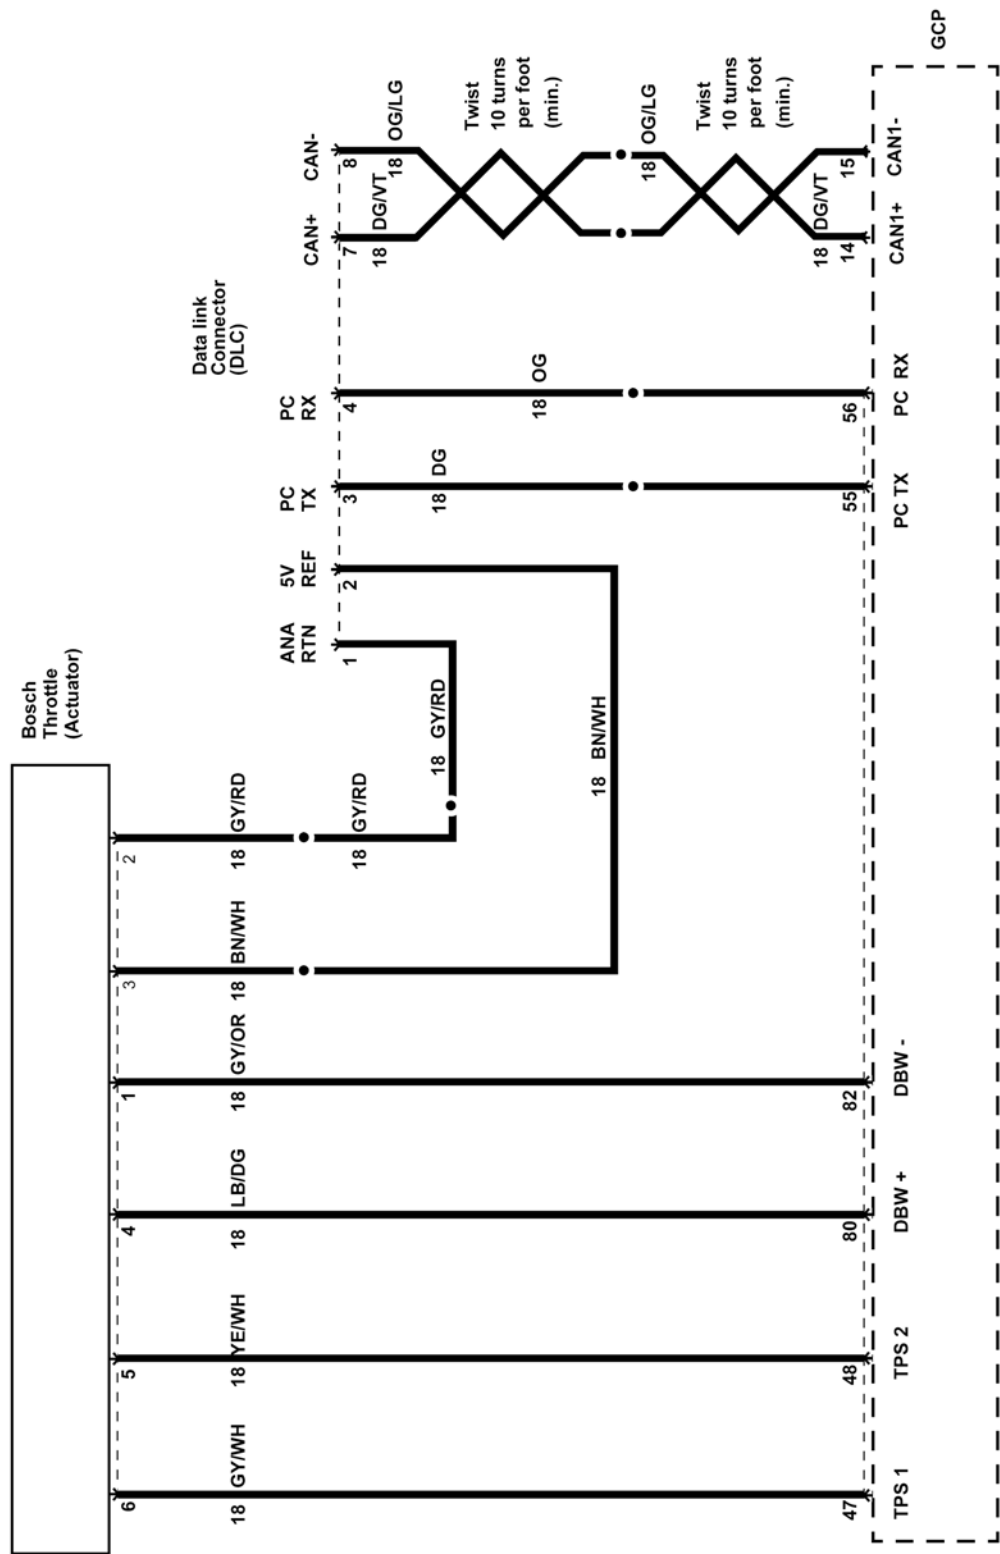 Bosch
Throttle
(Actuator)
6
18 GY/WH
47
TPS 1
5
18 YE/WH
48
TPS 2
4
18 LB/DG
80
DBW +
1
18 GY/OR
82
DBW -
3
18 BN/WH
18 BN/WH
2
18 GY/RD
18 GY/RD
18 GY/RD
Data link
Connector
(DLC)
ANA
RTN
1
5V
REF
2
PC
TX
3
18 DG
55
PC TX
PC
RX
4
18 OG
56
PC RX
CAN+
7
18 DG/VT
CAN-
8
18 OG/LG
Twist
10 turns
per foot
(min.)
18 OG/LG
Twist
10 turns
per foot
(min.)
18 DG/VT
14
15
CAN1+
CAN1-
GCP